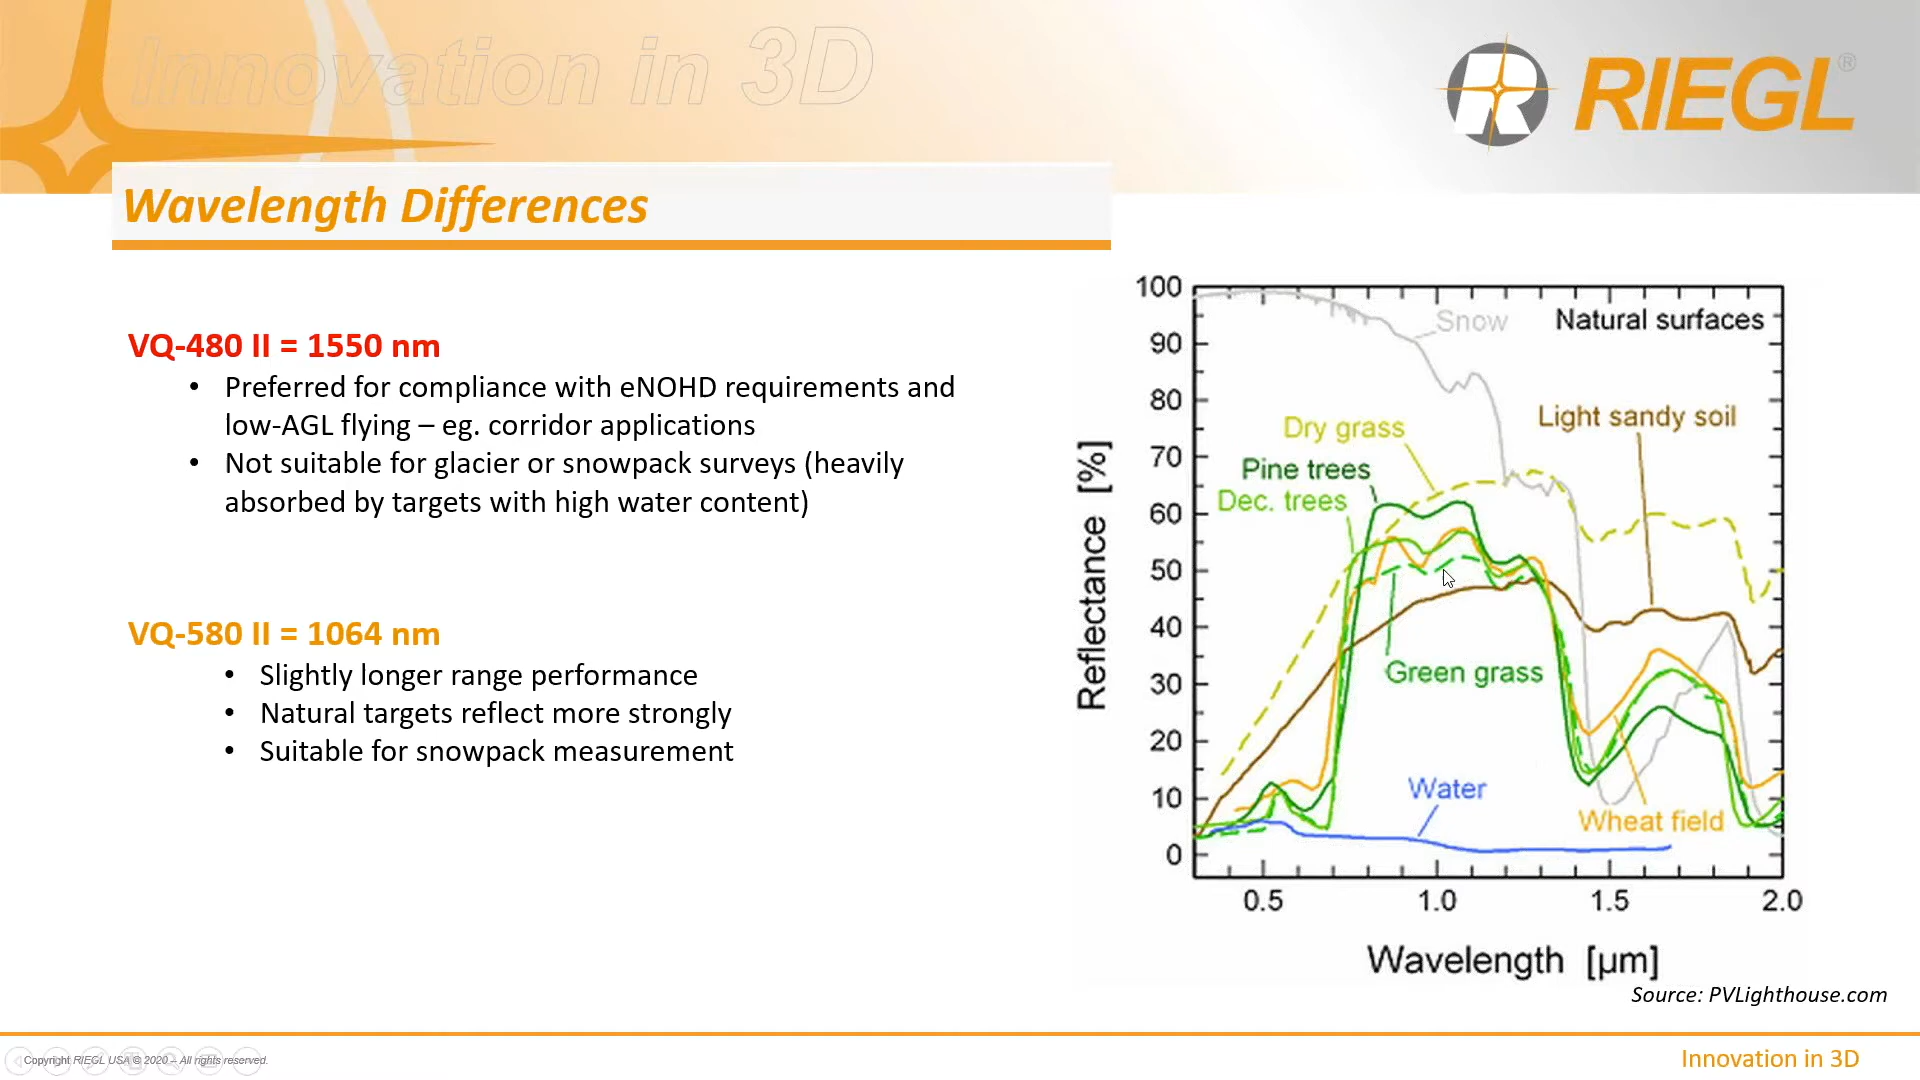 Innovation in 3D
RIEGL®
Wavelength Differences
VQ-480 II = 1550 nm
• Preferred for compliance with eNOHD requirements and
low-AGL flying – eg. corridor applications
• Not suitable for glacier or snowpack surveys (heavily
absorbed by targets with high water content)
VQ-580 II = 1064 nm
• Slightly longer range performance
• Natural targets reflect more strongly
• Suitable for snowpack measurement
Reflectance [%]
100
90
80
70
60
50
40
30
20
10
0
Snow
Natural surfaces
Light sandy soil
Dry grass
Pine trees
Dec. trees
Green grass
Water
Wheat field
0.5 1.0 1.5 2.0
Wavelength [µm]
Source: PVLighthouse.com
Copyright RIEGL USA © 2020 – All rights reserved.
Innovation in 3D